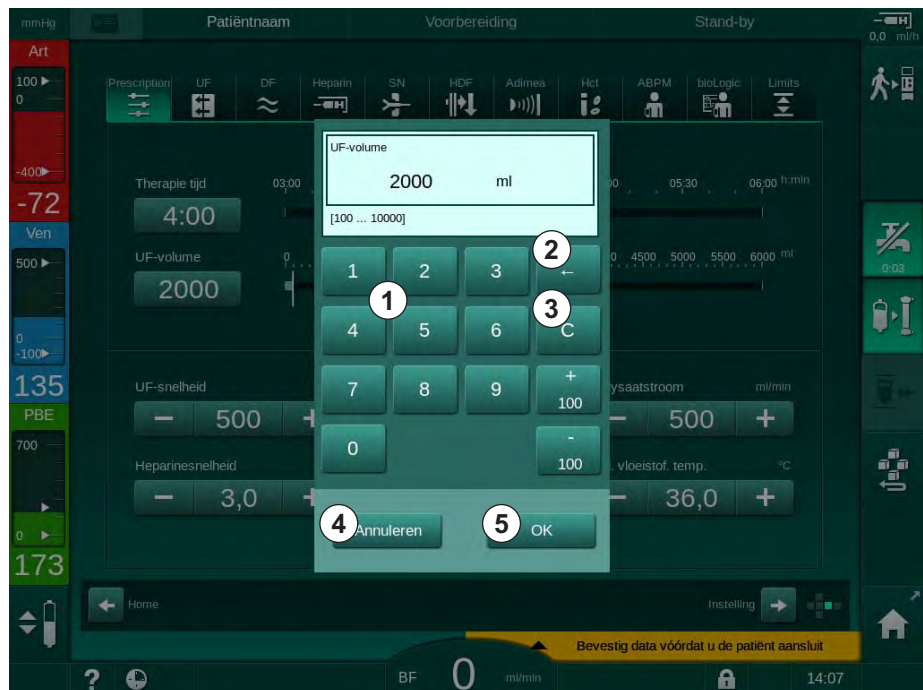 mmHg
Patiëntnaam
Voorbereiding
Stand-by
0,0 ml/h
Art
100
0
-400
-72
Ven
500
0
-100
135
PBE
700
0
173
Prescription
UF
DF
Heparin
SN
HDF
Adimea
Hct
ABPM
bioLogic
Limits
Therapie tijd
03:00
05:30
06:00 h:min
4:00
UF-volume
0
4500 5000 5500 6000 ml
2000
UF-snelheid
500
ml/min
500
Heparinesnelheid
3,0
vloeistof. temp.
°C
36,0
UF-volume
2000 ml
[100 ... 10000]
1 2 3 ←
4 5 6 C
7 8 9 + 100
0 - 100
Annuleren
OK
1
2
3
4
5
0:03
Home
Instelling
Bevestig data vóórdat u de patiënt aansluit
?
BF 0 ml/min
14:07